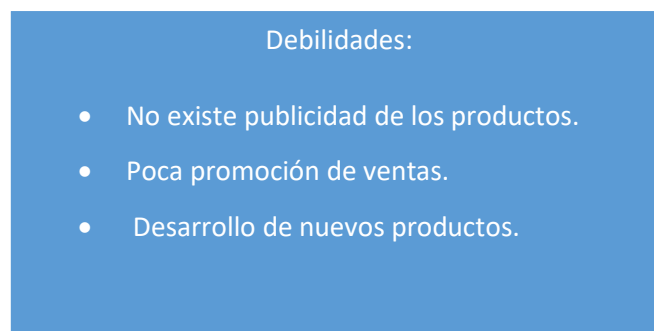 Debilidades:
• No existe publicidad de los productos.
• Poca promoción de ventas.
• Desarrollo de nuevos productos.